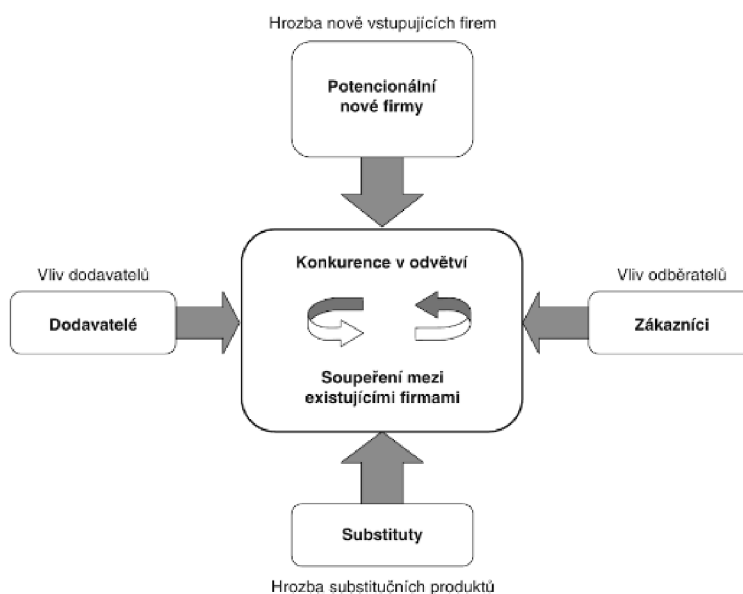 Hrozba nově vstupujících firem
Potencionální
nové firmy
Konkurence v odvětví
Vliv dodavatelů
Dodavatelé
Vliv odběratelů
Zákazníci
Soupeření mezi
existujícími firmami
Substituty
Hrozba substitučních produktů